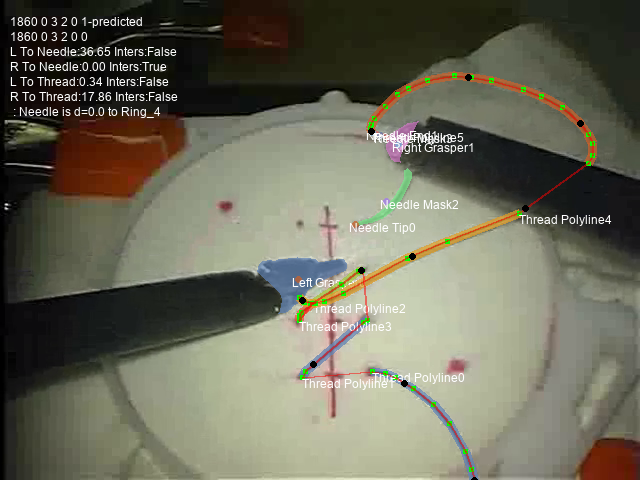 1860 0 3 2 0 1-predicted
1860 0 3 2 0 0
L To Needle:36.65 Inters:False
R To Needle:0.00 Inters:True
L To Thread:0.34 Inters:False
R To Thread:17.86 Inters:False
: Needle is d=0.0 to Ring_4
Right Grasper1
Needle Mask2
Thread Polyline4
Needle Tip0
Left
Thread Polyline2
Thread Polyline3
Thread Polyline0
Thread Polyline1